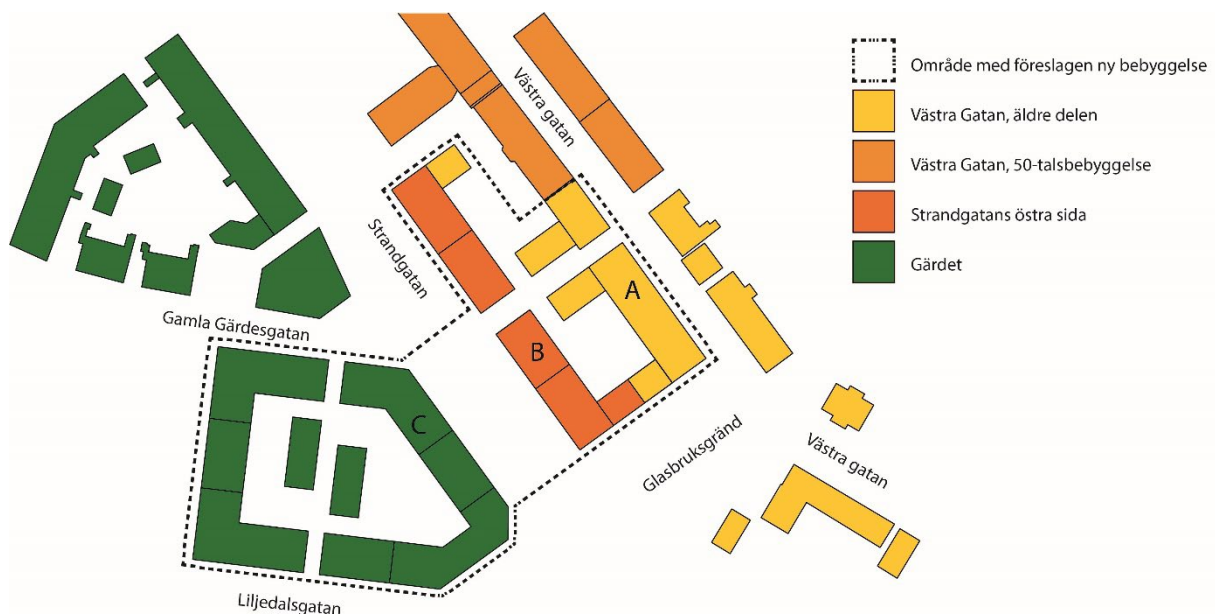 Västra gatan
Område med föreslagen ny bebyggelse
Västra Gatan, äldre delen
Västra Gatan, 50-talsbebyggelse
Strandgatans östra sida
Gärdet
Strandgatan
A
Gamla Gärdesgatan
B
C
Glasbruksgränd
Västra gatan
Liljedalsgatan